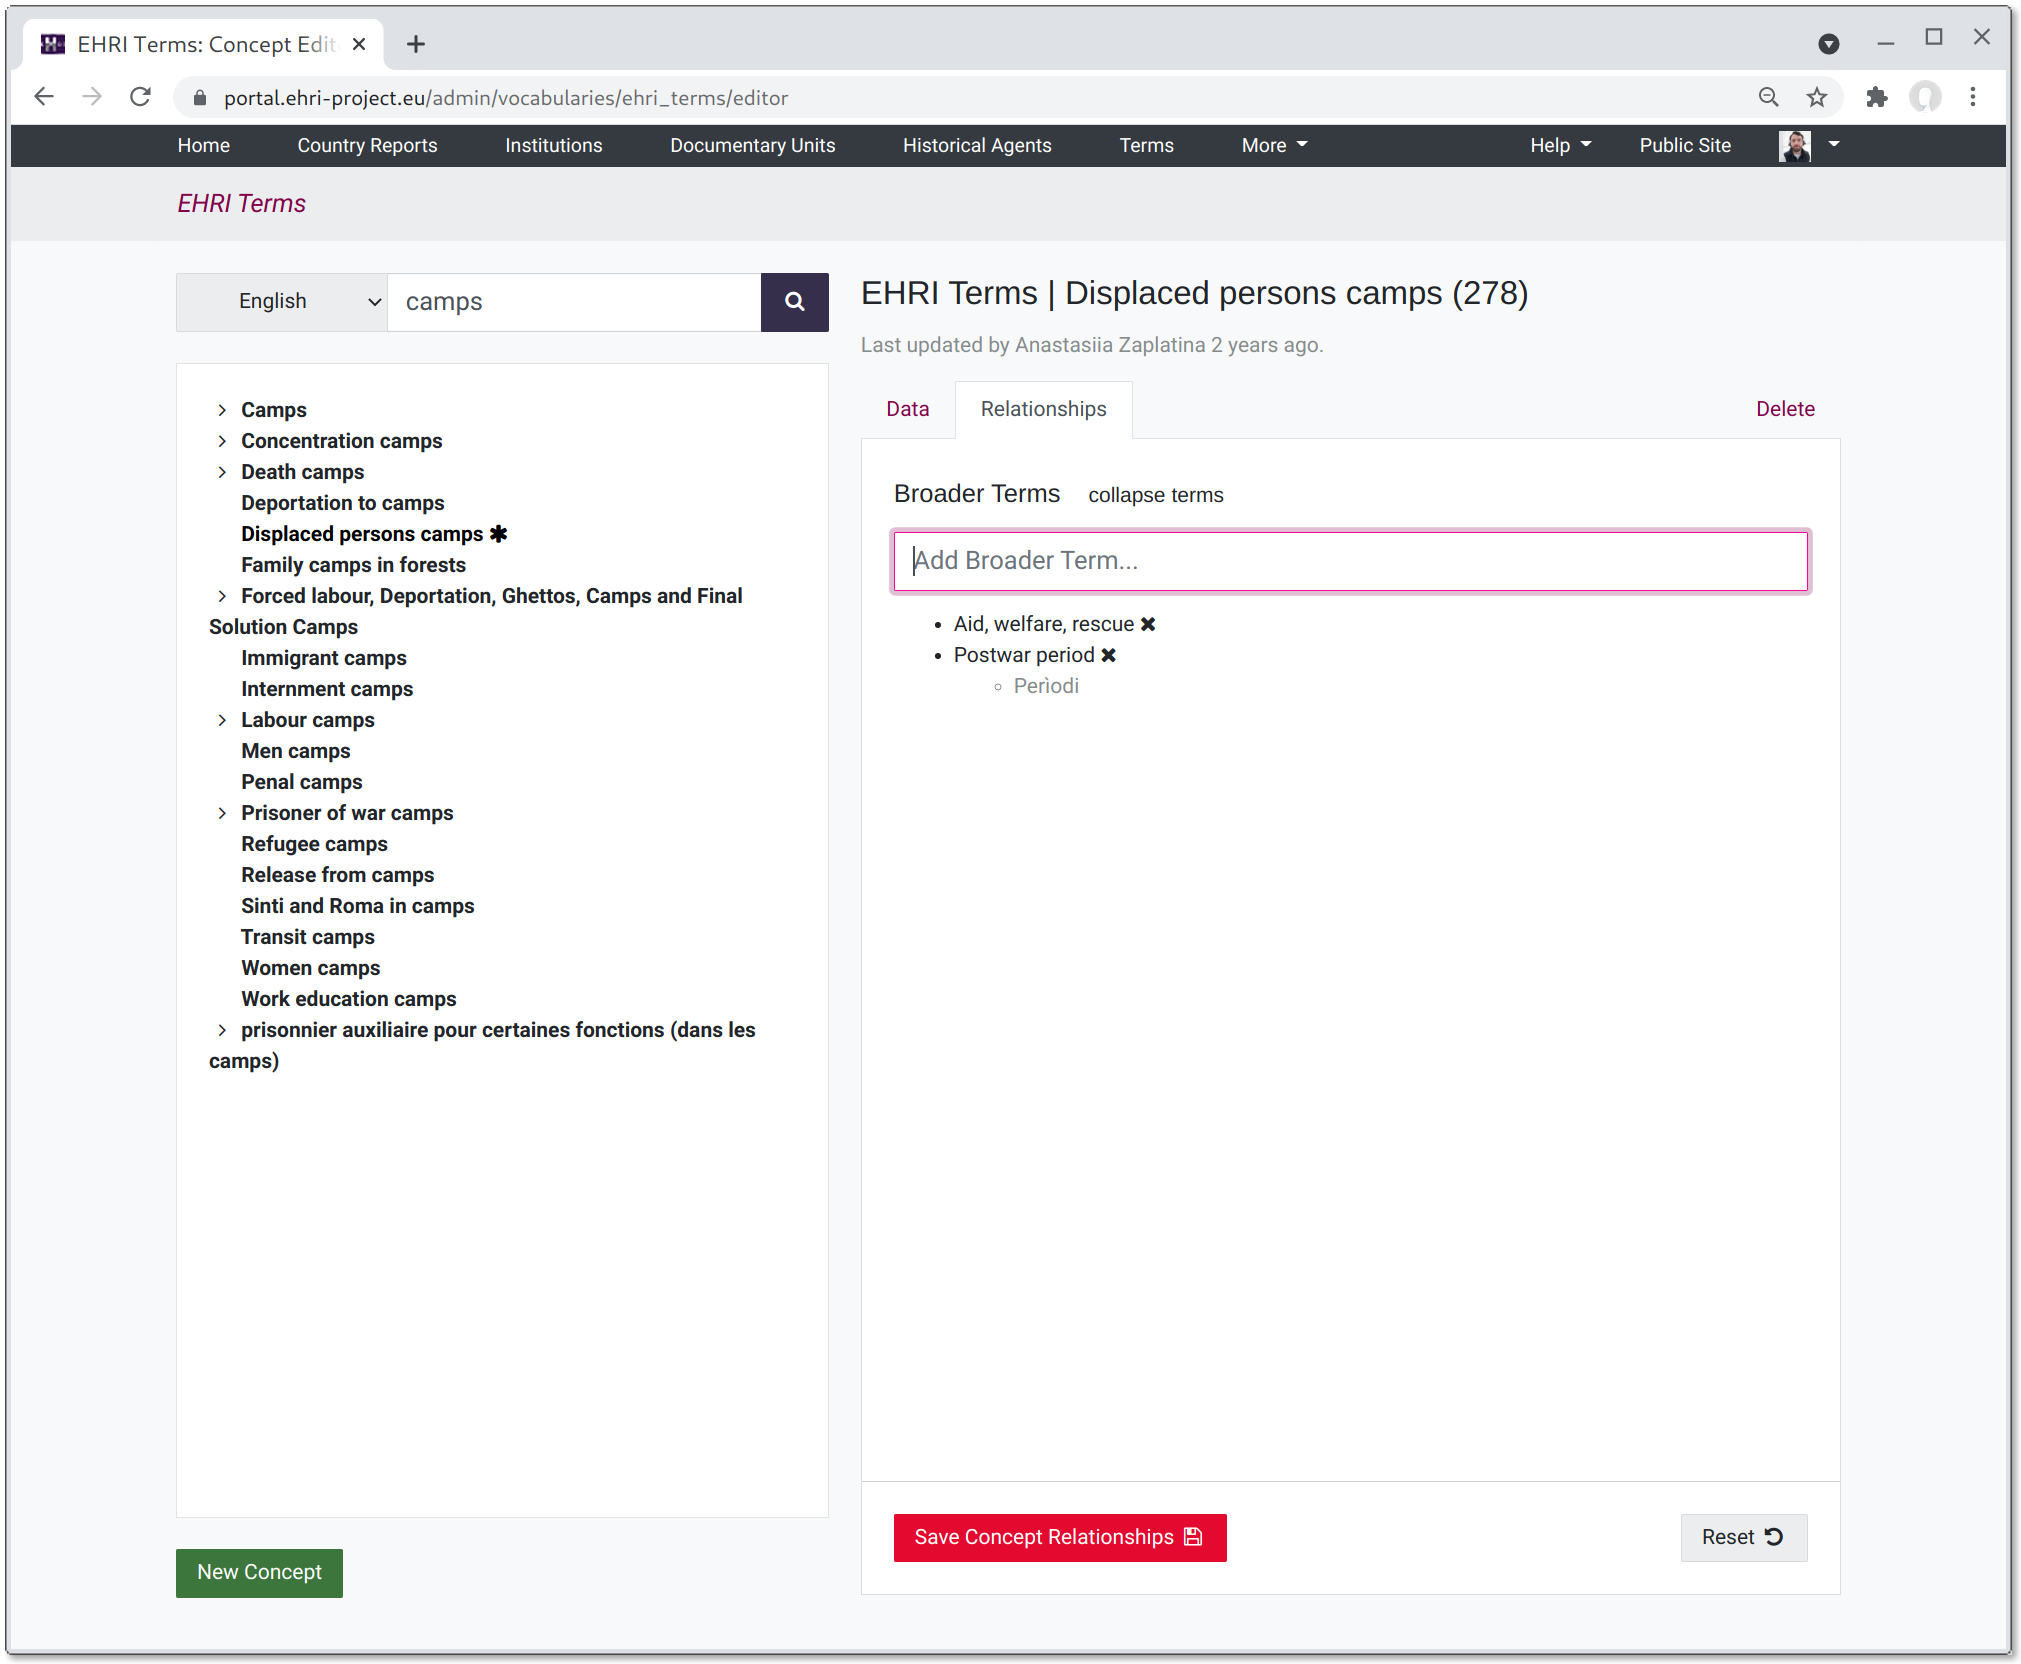 EHRI Terms: Concept Edit
portal.ehri-project.eu/admin/vocabularies/ehri_terms/editor
Home Country Reports Institutions Documentary Units Historical Agents Terms More Help Public Site
EHRI Terms
English camps
Camps
Concentration camps
Death camps
Deportation to camps
Displaced persons camps
Family camps in forests
Forced labour, Deportation, Ghettos, Camps and Final
Solution Camps
Immigrant camps
Internment camps
Labour camps
Men camps
Penal camps
Prisoner of war camps
Refugee camps
Release from camps
Sinti and Roma in camps
Transit camps
Women camps
Work education camps
prisonnier auxiliaire pour certaines fonctions (dans les
camps)
New Concept
EHRI Terms | Displaced persons camps (278)
Last updated by Anastasiia Zaplatina 2 years ago.
Data Relationships Delete
Broader Terms collapse terms
Add Broader Term...
Aid, welfare, rescue
Postwar period
Perìodi
Save Concept Relationships
Reset